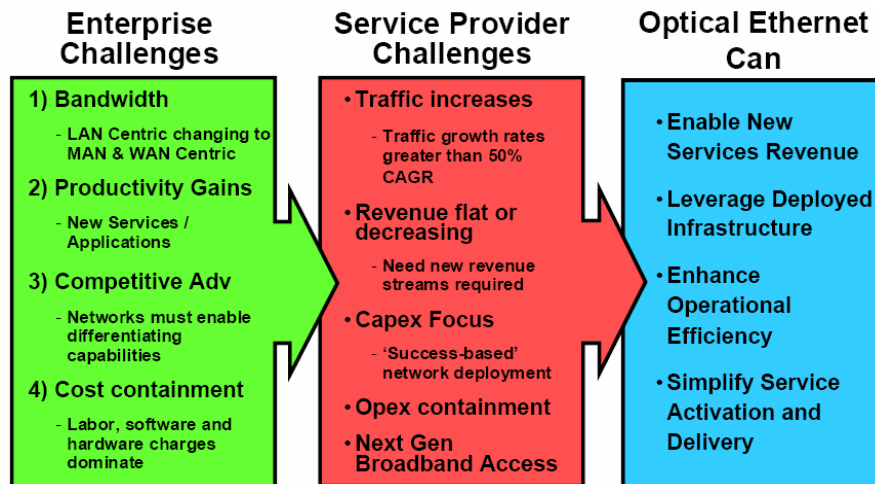 Enterprise
Challenges
1) Bandwidth
- LAN Centric changing to
MAN & WAN Centric
2) Productivity Gains
- New Services /
Applications
3) Competitive Adv
- Networks must enable
differentiating
capabilities
4) Cost containment
- Labor, software and
hardware charges
dominate
Service Provider
Challenges
• Traffic increases
- Traffic growth rates
greater than 50%
CAGR
• Revenue flat or
decreasing
- Need new revenue
streams required
• Capex Focus
- ‘Success-based’
network deployment
• Opex containment
• Next Gen
Broadband Access
Optical Ethernet
Can
• Enable New
Services Revenue
• Leverage Deployed
Infrastructure
• Enhance
Operational
Efficiency
• Simplify Service
Activation and
Delivery